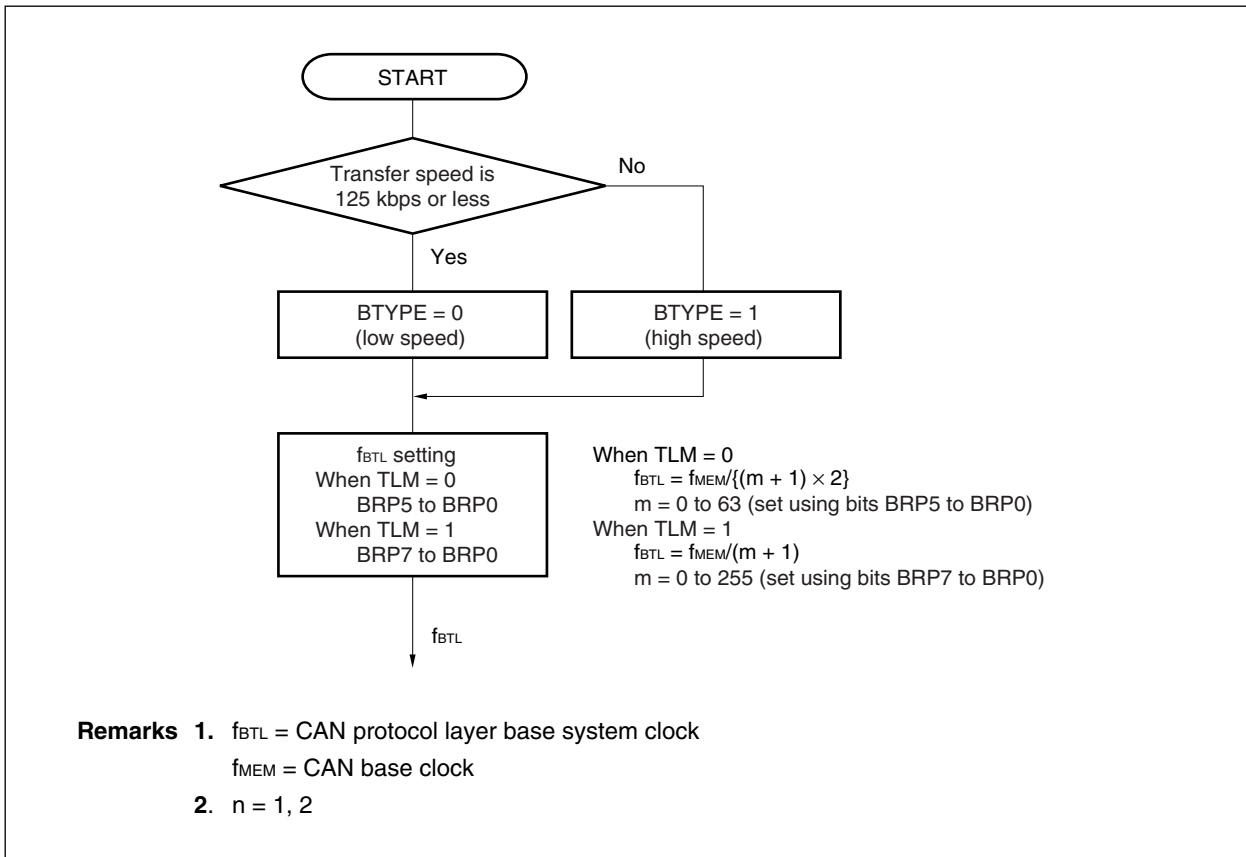 START
Transfer speed is
125 kbps or less
No
Yes
BTYPE = 0
(low speed)
BTYPE = 1
(high speed)
fBTL setting
When TLM = 0
BRP5 to BRP0
When TLM = 1
BRP7 to BRP0
When TLM = 0
fBTL = fMEM/{(m + 1) × 2}
m = 0 to 63 (set using bits BRP5 to BRP0)
When TLM = 1
fBTL = fMEM/(m + 1)
m = 0 to 255 (set using bits BRP7 to BRP0)
fBTL
Remarks 1. fBTL = CAN protocol layer base system clock
fMEM = CAN base clock
2. n = 1, 2